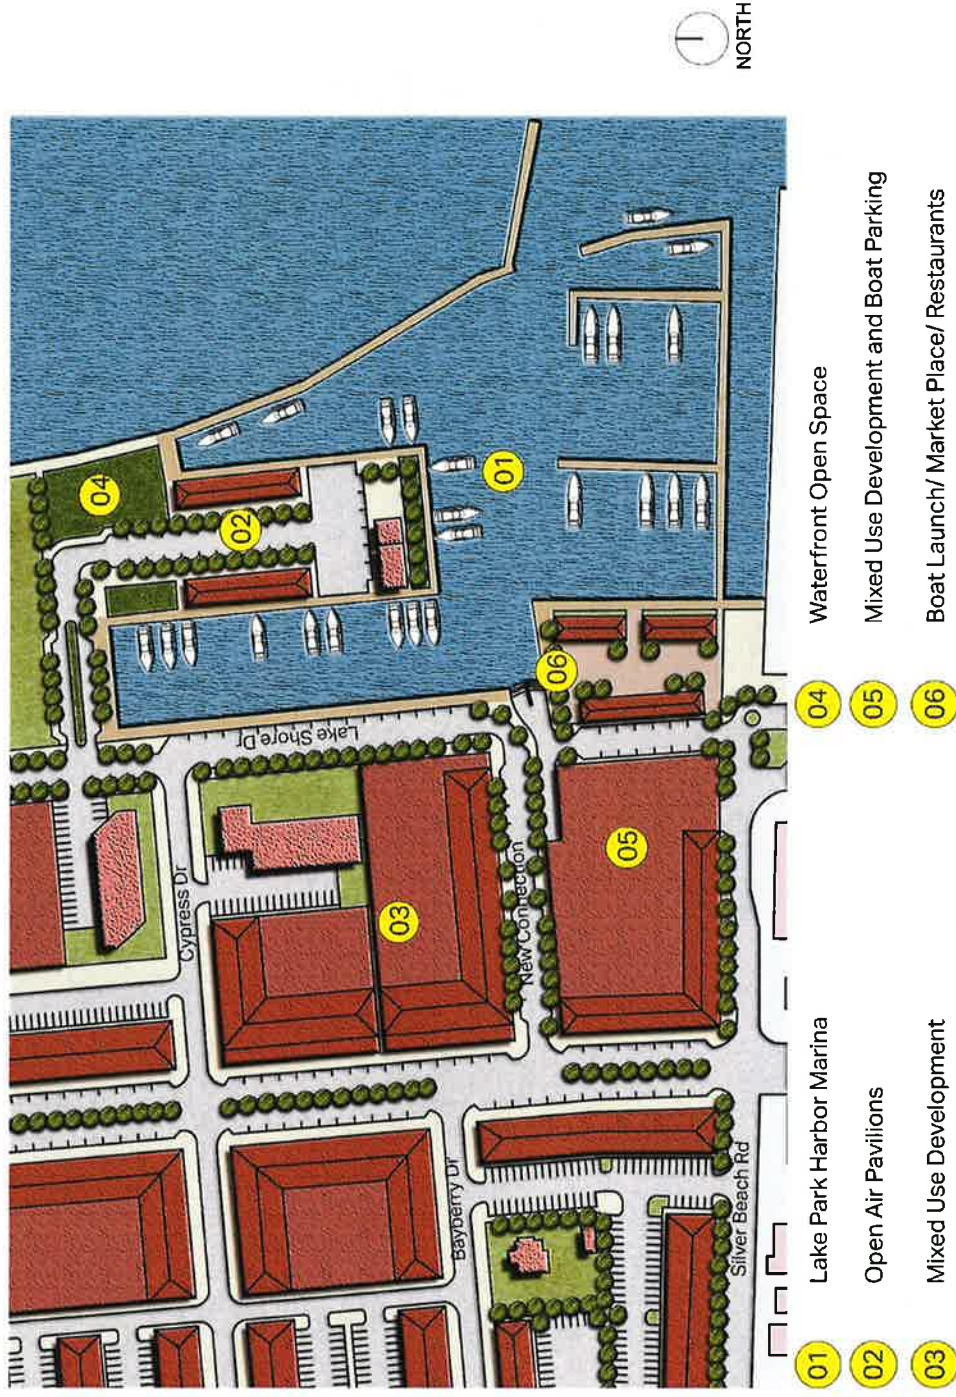 NORTH
04
02
01
06
Lake Shore Dr
Cypress Dr
03
New Connection
05
Bayberry Dr
Silver Beach Rd
01 Lake Park Harbor Marina
02 Open Air Pavilions
03 Mixed Use Development
04 Waterfront Open Space
05 Mixed Use Development and Boat Parking
06 Boat Launch/ Market Place/ Restaurants